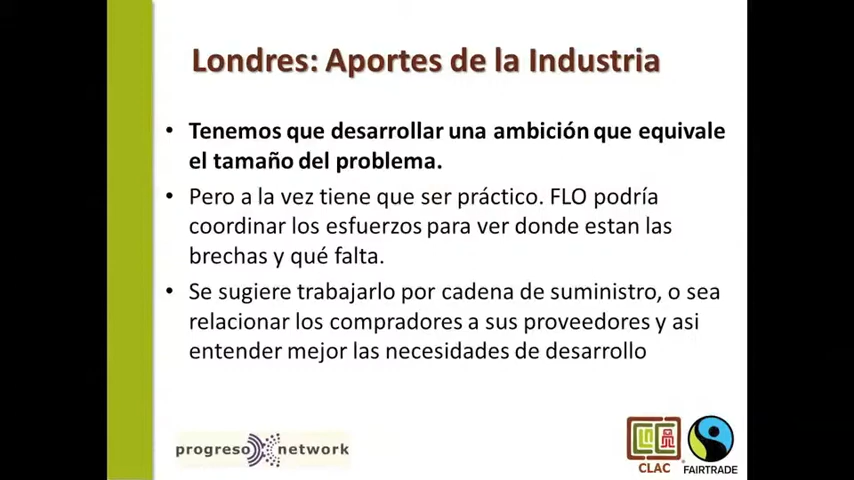 Londres: Aportes de la Industria
• Tenemos que desarrollar una ambición que equivale
el tamaño del problema.
• Pero a la vez tiene que ser práctico. FLO podría
coordinar los esfuerzos para ver donde estan las
brechas y qué falta.
• Se sugiere trabajarlo por cadena de suministro, o sea
relacionar los compradores a sus proveedores y asi
entender mejor las necesidades de desarrollo
progreso network
CLAC
FAIRTRADE